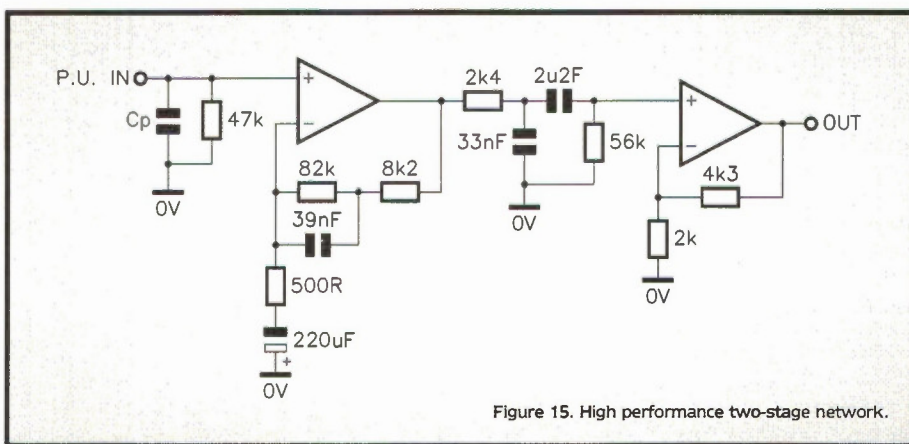 P.U. IN
Cp
47k
0V
+
−
82k
8k2
39nF
500R
220uF
+
0V
2k4
2u2F
33nF
56k
0V
+
−
OUT
4k3
2k
0V
Figure 15. High performance two-stage network.